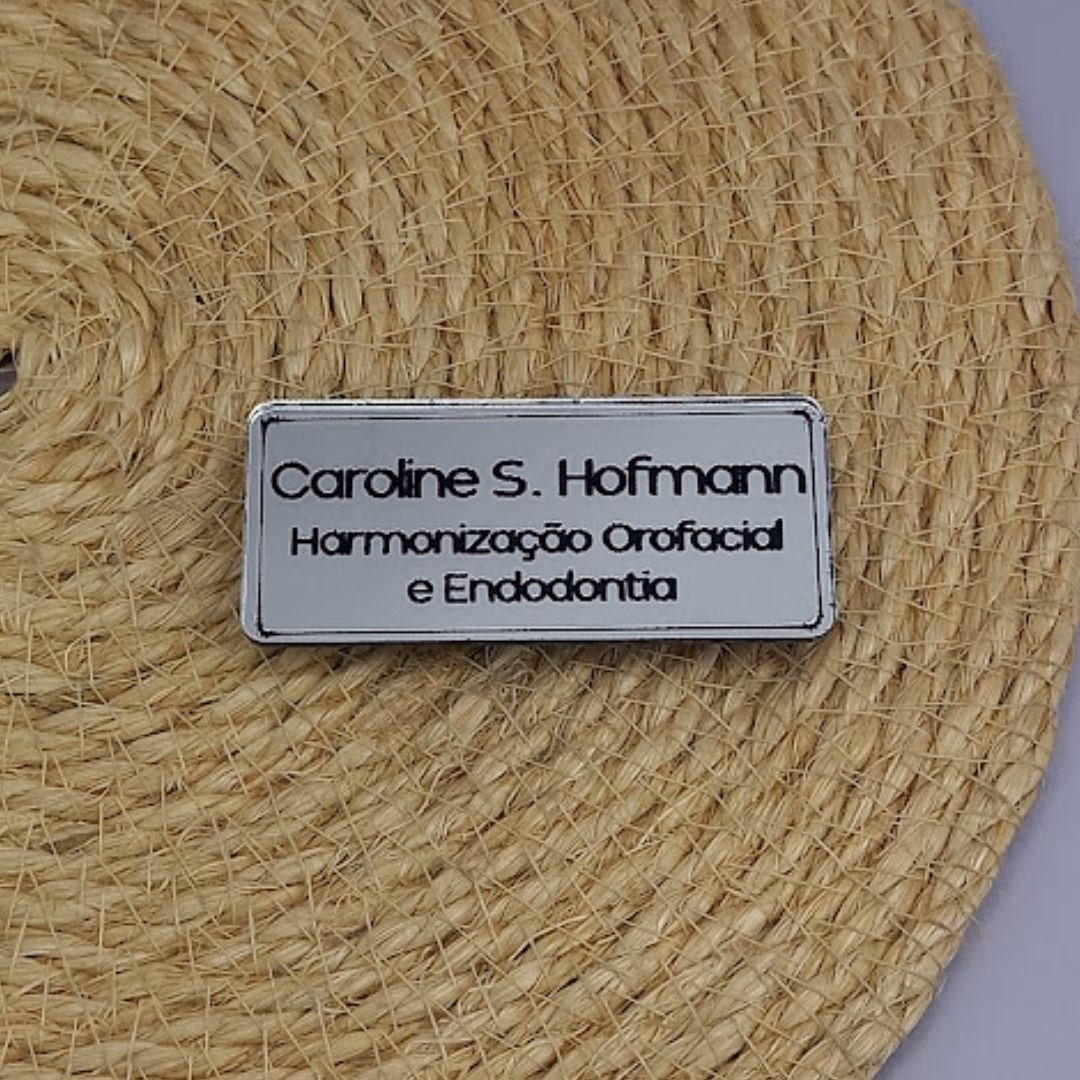 Caroline S. Hofmann
Harmonização Orofacial
e Endodontia